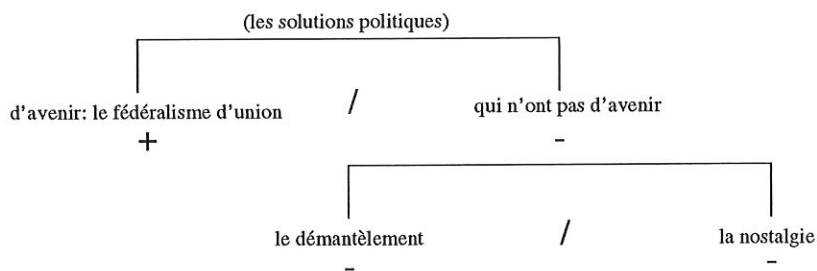 (les solutions politiques)
d'avenir: le fédéralisme d'union / qui n'ont pas d'avenir
+ -
le démantèlement / la nostalgie
- -